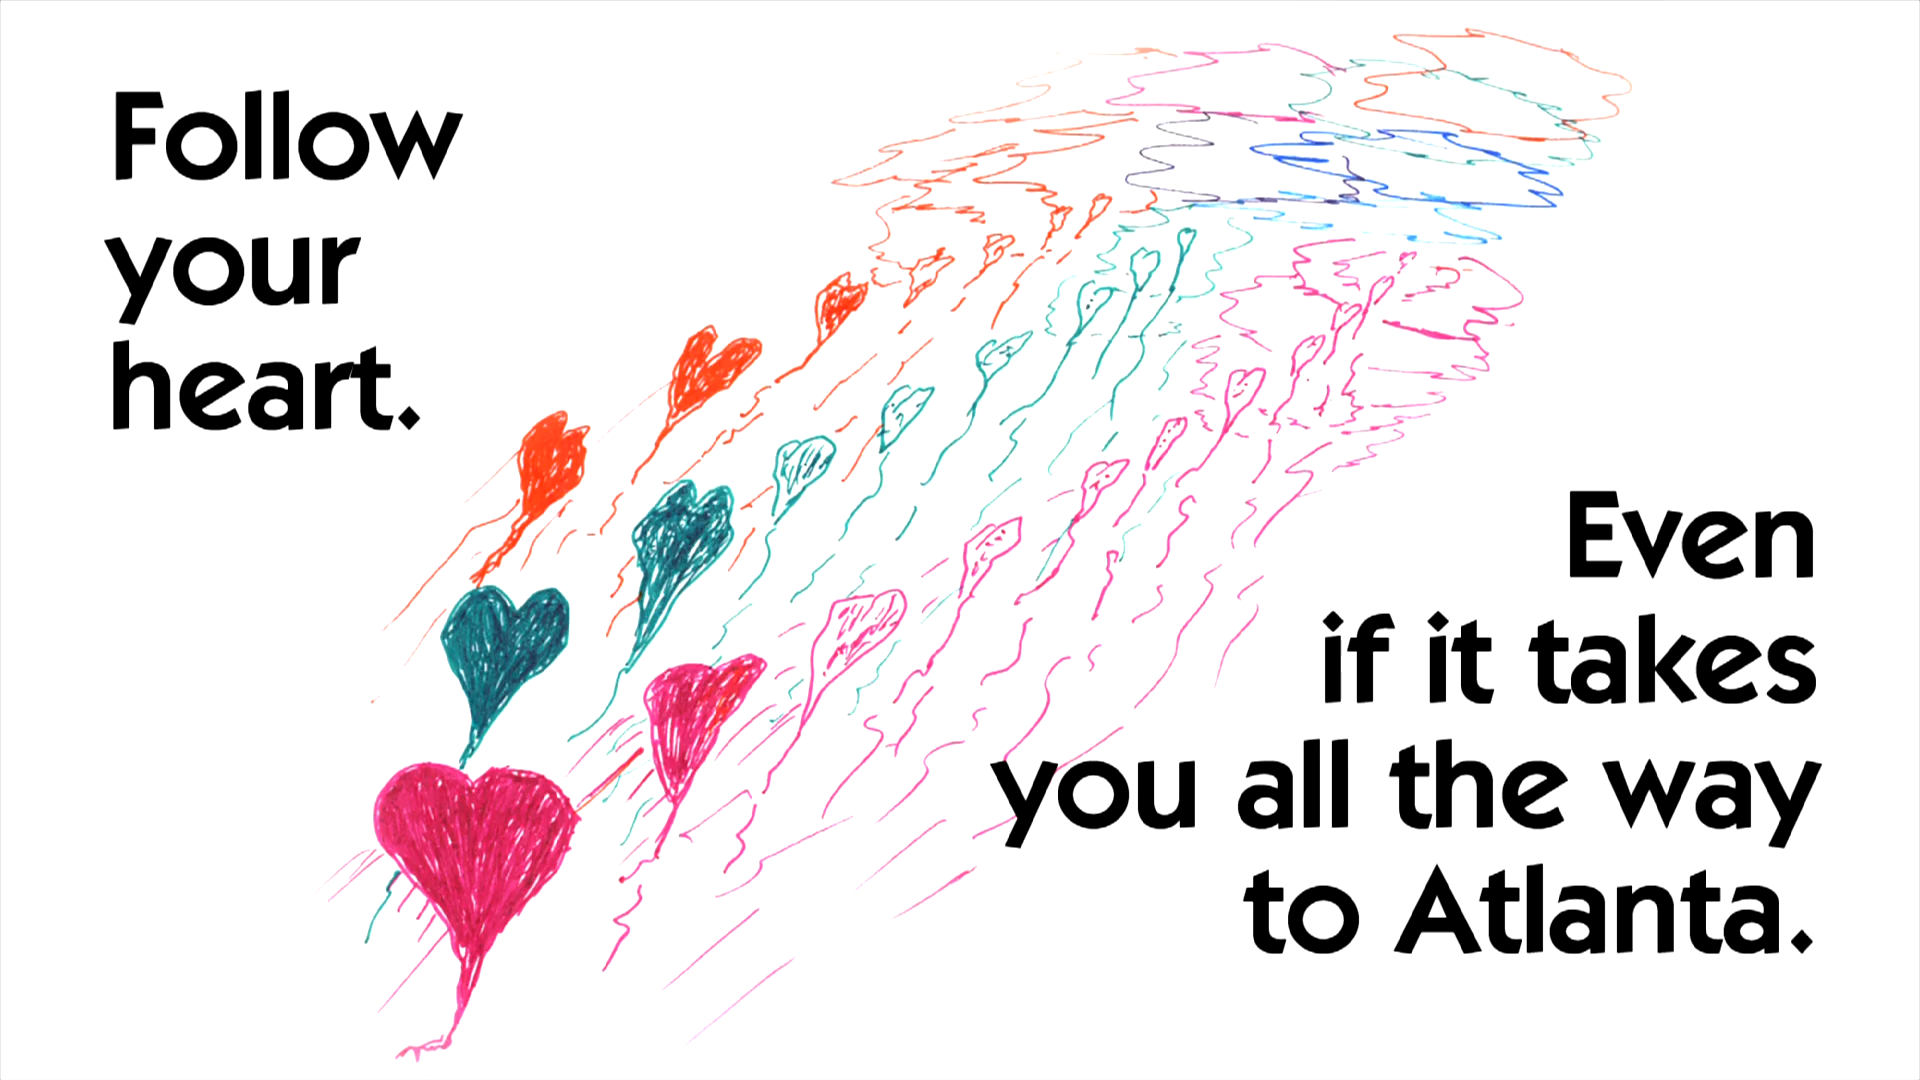 Follow
your
heart.
Even
if it takes
you all the way
to Atlanta.